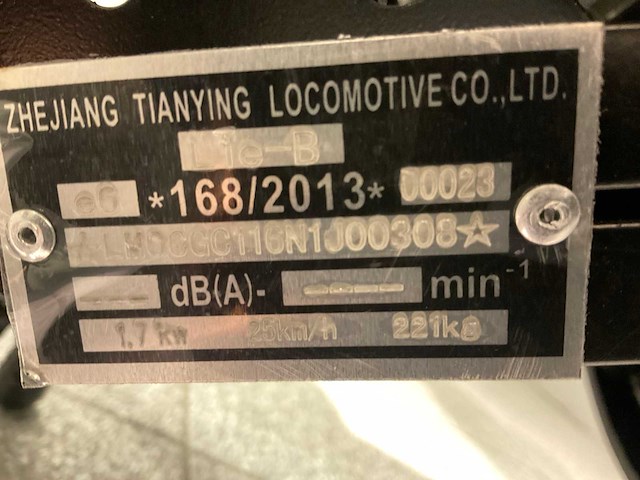 ZHEJIANG TIANYING LOCOMOTIVE CO.,LTD.
L1e-B
e6 *168/2013* 00023
dB(A)- ---- min⁻¹
1,7 kw 25km/h 221kg